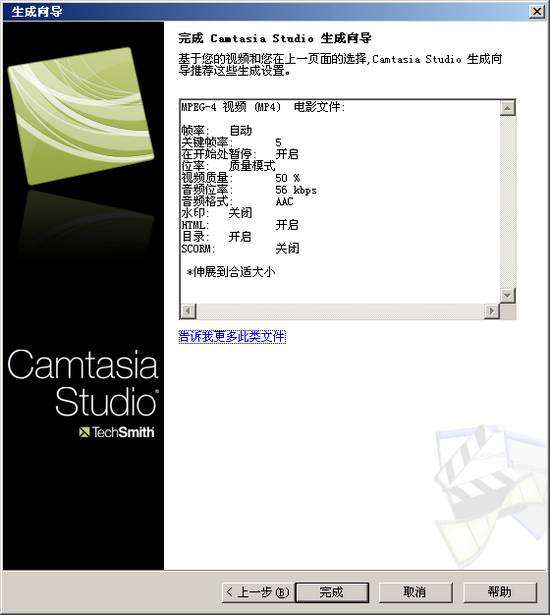 生成向导
完成 Camtasia Studio 生成向导
基于您的视频和您在上一页面的选择,Camtasia Studio 生成向
导推荐这些生成设置。
MPEG-4 视频 (MP4) 电影文件:
帧率: 自动
关键帧率: 5
在开始处暂停: 开启
位率: 质量模式
视频质量: 50 %
音频位率: 56 kbps
音频格式: AAC
水印: 关闭
HTML: 开启
目录: 开启
SCORM: 关闭
*伸展到合适大小
告诉我更多此类文件
Camtasia
Studio®
TechSmith
< 上一步(B) 完成 取消 帮助